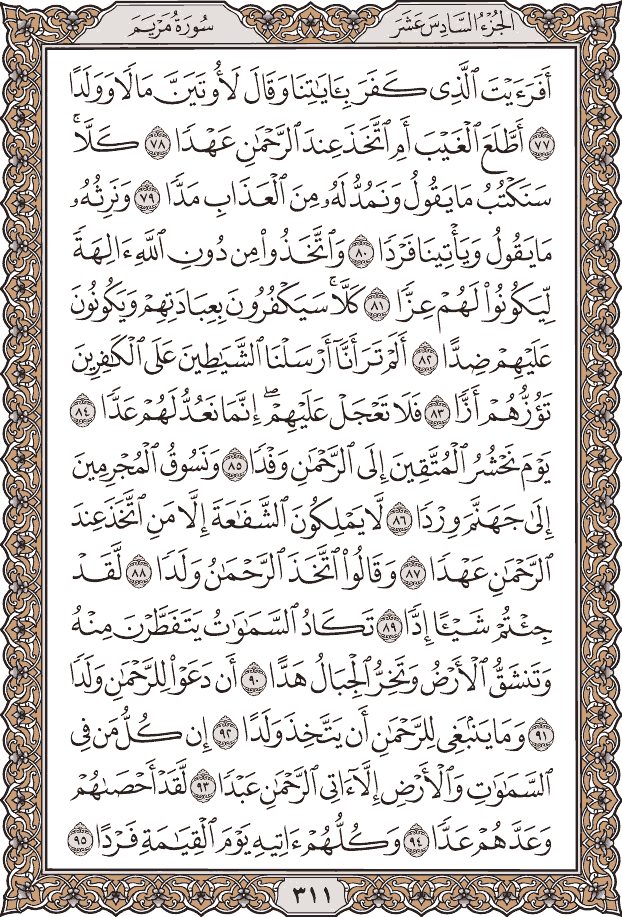 الجُزْءُ السَّادِسَ عَشَرَ
سُورَةُ مَرْيَمَ
أَفَرَءَيْتَ ٱلَّذِى كَفَرَ بِـَٔايَٰتِنَا وَقَالَ لَأُوتَيَنَّ مَالًا وَوَلَدًا
٧٧ أَطَّلَعَ ٱلْغَيْبَ أَمِ ٱتَّخَذَ عِندَ ٱلرَّحْمَٰنِ عَهْدًا ٧٨ كَلَّا ۚ
سَنَكْتُبُ مَا يَقُولُ وَنَمُدُّ لَهُۥ مِنَ ٱلْعَذَابِ مَدًّا ٧٩ وَنَرِثُهُۥ
مَا يَقُولُ وَيَأْتِينَا فَرْدًا ٨٠ وَٱتَّخَذُوا۟ مِن دُونِ ٱللَّهِ ءَالِهَةً
لِّيَكُونُوا۟ لَهُمْ عِزًّا ٨١ كَلَّا ۚ سَيَكْفُرُونَ بِعِبَادَتِهِمْ وَيَكُونُونَ
عَلَيْهِمْ ضِدًّا ٨٢ أَلَمْ تَرَ أَنَّآ أَرْسَلْنَا ٱلشَّيَٰطِينَ عَلَى ٱلْكَٰفِرِينَ
تَؤُزُّهُمْ أَزًّا ٨٣ فَلَا تَعْجَلْ عَلَيْهِمْ ۖ إِنَّمَا نَعُدُّ لَهُمْ عَدًّا ٨٤
يَوْمَ نَحْشُرُ ٱلْمُتَّقِينَ إِلَى ٱلرَّحْمَٰنِ وَفْدًا ٨٥ وَنَسُوقُ ٱلْمُجْرِمِينَ
إِلَىٰ جَهَنَّمَ وِرْدًا ٨٦ لَّا يَمْلِكُونَ ٱلشَّفَٰعَةَ إِلَّا مَنِ ٱتَّخَذَ عِندَ
ٱلرَّحْمَٰنِ عَهْدًا ٨٧ وَقَالُوا۟ ٱتَّخَذَ ٱلرَّحْمَٰنُ وَلَدًا ٨٨ لَّقَدْ
جِئْتُمْ شَيْـًٔا إِدًّا ٨٩ تَكَادُ ٱلسَّمَٰوَٰتُ يَتَفَطَّرْنَ مِنْهُ
وَتَنشَقُّ ٱلْأَرْضُ وَتَخِرُّ ٱلْجِبَالُ هَدًّا ٩٠ أَن دَعَوْا۟ لِلرَّحْمَٰنِ وَلَدًا
٩١ وَمَا يَنۢبَغِى لِلرَّحْمَٰنِ أَن يَتَّخِذَ وَلَدًا ٩٢ إِن كُلُّ مَن فِى
ٱلسَّمَٰوَٰتِ وَٱلْأَرْضِ إِلَّآ ءَاتِى ٱلرَّحْمَٰنِ عَبْدًا ٩٣ لَّقَدْ أَحْصَىٰهُمْ
وَعَدَّهُمْ عَدًّا ٩٤ وَكُلُّهُمْ ءَاتِيهِ يَوْمَ ٱلْقِيَٰمَةِ فَرْدًا ٩٥
٣١١